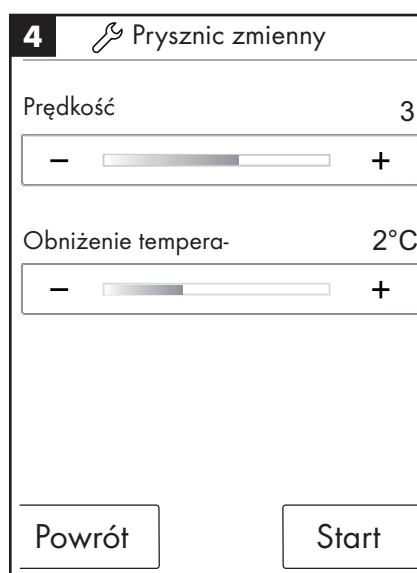 4 Prysznic zmienny
Prędkość 3
− +
Obniżenie tempera- 2°C
− +
Powrót Start